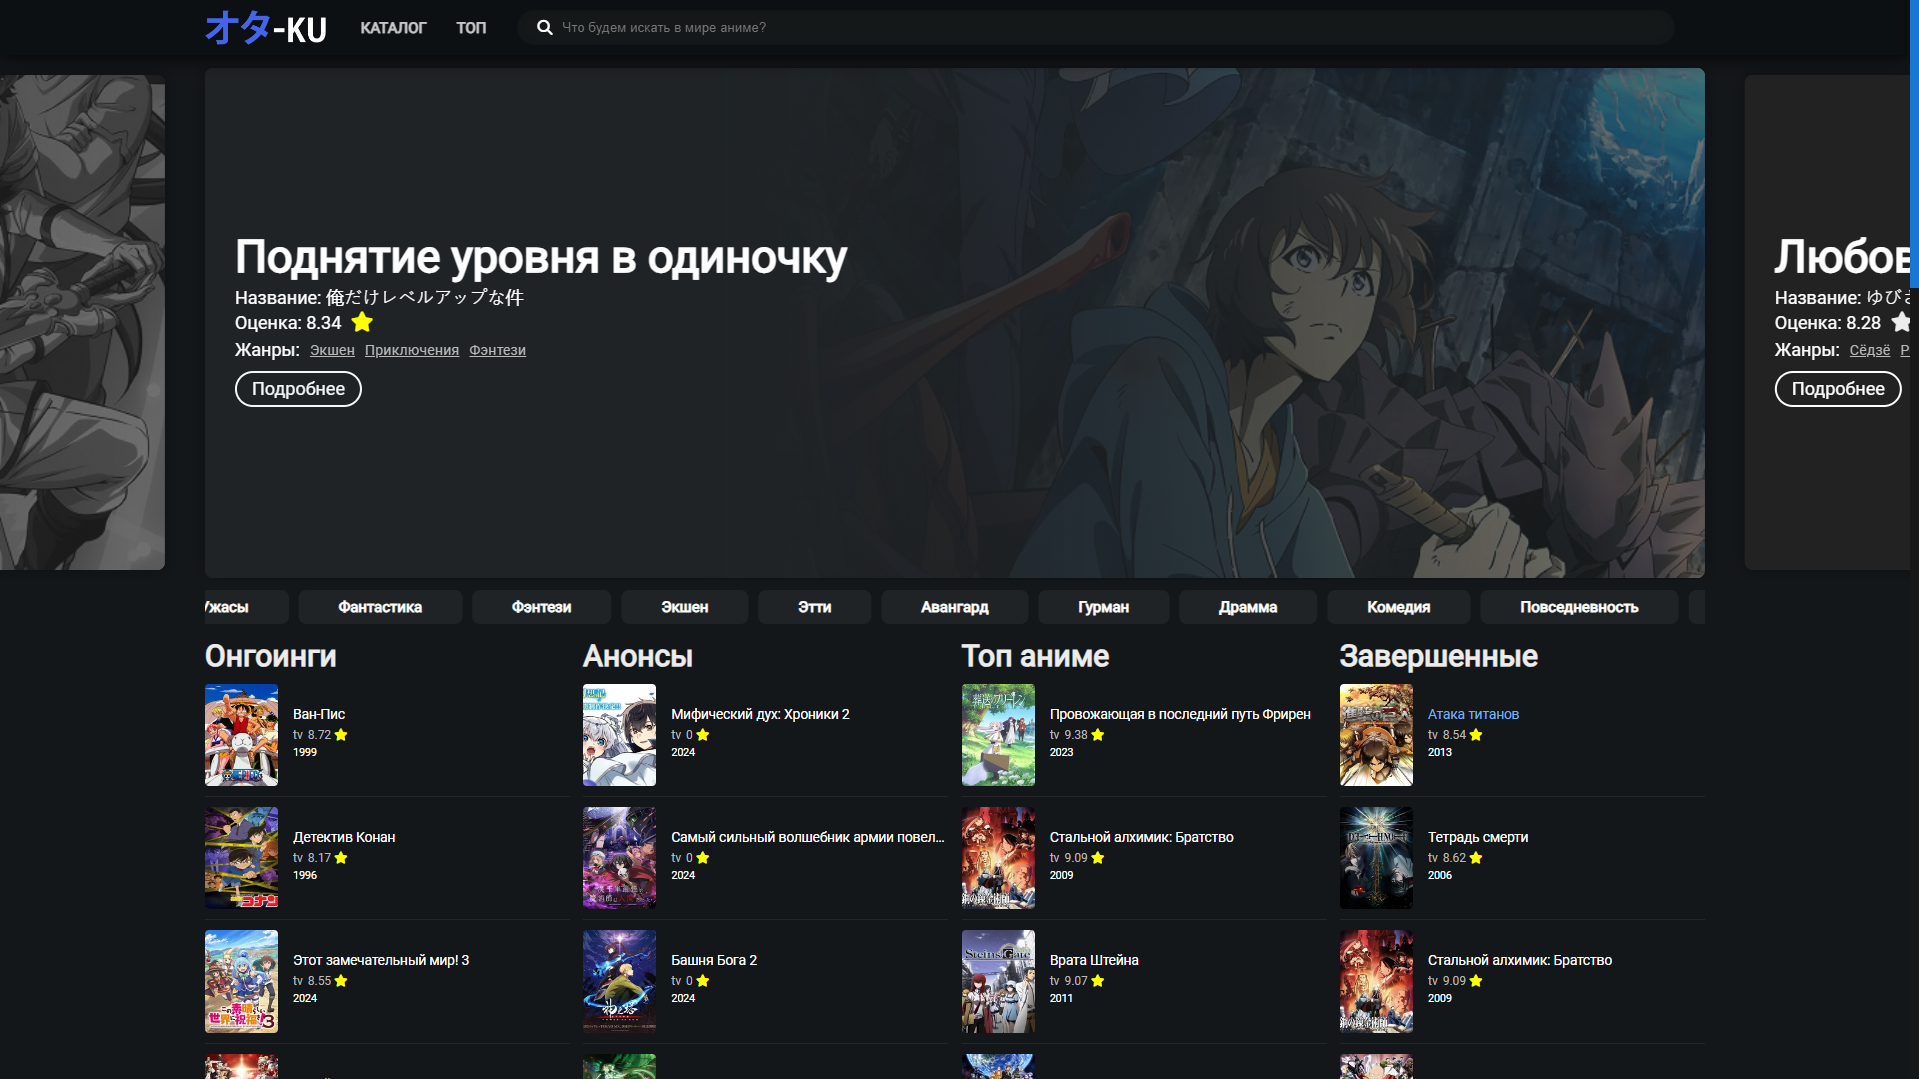 オタ-KU
КАТАЛОГ
ТОП
Что будем искать в мире аниме?
Поднятие уровня в одиночку
Название: 俺だけレベルアップな件
Оценка: 8.34
Жанры: Экшен Приключения Фэнтези
Подробнее
Любов
Название: ゆびさ
Оценка: 8.28
Жанры: Сёдзё Р
Подробнее
Ужасы
Фантастика
Фэнтези
Экшен
Этти
Авангард
Гурман
Драмма
Комедия
Повседневность
Онгоинги
Ван-Пис
tv 8.72
1999
Детектив Конан
tv 8.17
1996
Этот замечательный мир! 3
tv 8.55
2024
Анонсы
Мифический дух: Хроники 2
tv 0
2024
Самый сильный волшебник армии повел...
tv 0
2024
Башня Бога 2
tv 0
2024
Топ аниме
Провожающая в последний путь Фрирен
tv 9.38
2023
Стальной алхимик: Братство
tv 9.09
2009
Врата Штейна
tv 9.07
2011
Завершенные
Атака титанов
tv 8.54
2013
Тетрадь смерти
tv 8.62
2006
Стальной алхимик: Братство
tv 9.09
2009